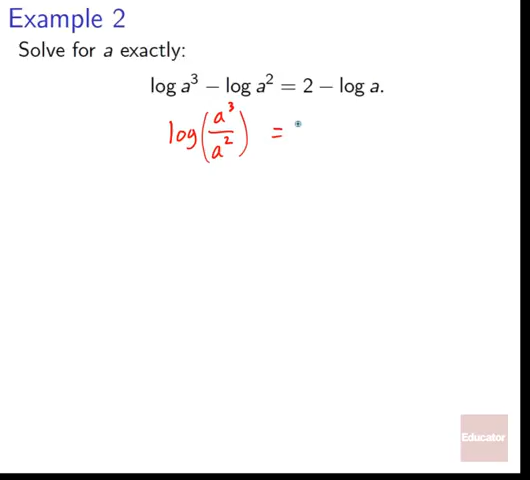 Example 2
Solve for a exactly:
log a³ − log a² = 2 − log a.
log(a³/a²) =
Educator